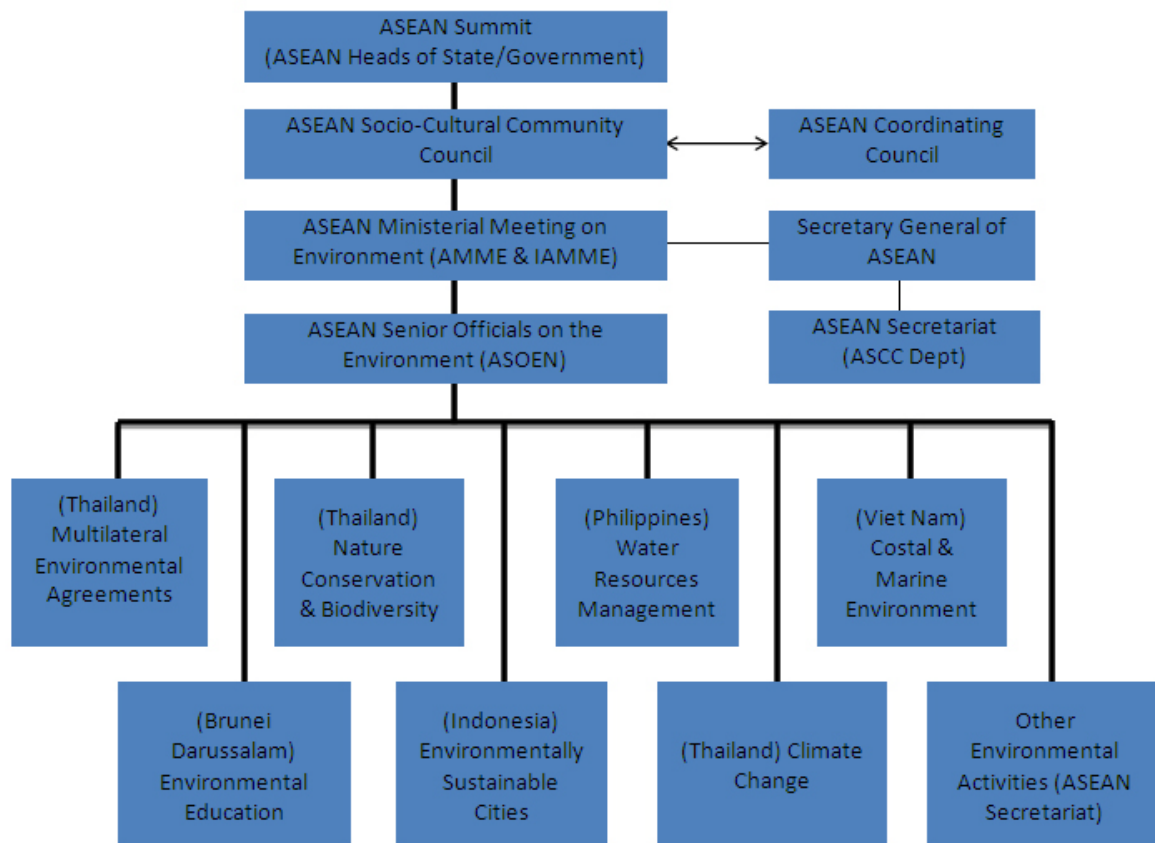 ASEAN Summit
(ASEAN Heads of State/Government)
ASEAN Socio-Cultural Community
Council
ASEAN Coordinating
Council
ASEAN Ministerial Meeting on
Environment (AMME & IAMME)
Secretary General of
ASEAN
ASEAN Senior Officials on the
Environment (ASOEN)
ASEAN Secretariat
(ASCC Dept)
(Thailand)
Multilateral
Environmental
Agreements
(Thailand)
Nature
Conservation
& Biodiversity
(Philippines)
Water
Resources
Management
(Viet Nam)
Costal &
Marine
Environment
(Brunei
Darussalam)
Environmental
Education
(Indonesia)
Environmentally
Sustainable
Cities
(Thailand) Climate
Change
Other
Environmental
Activities (ASEAN
Secretariat)